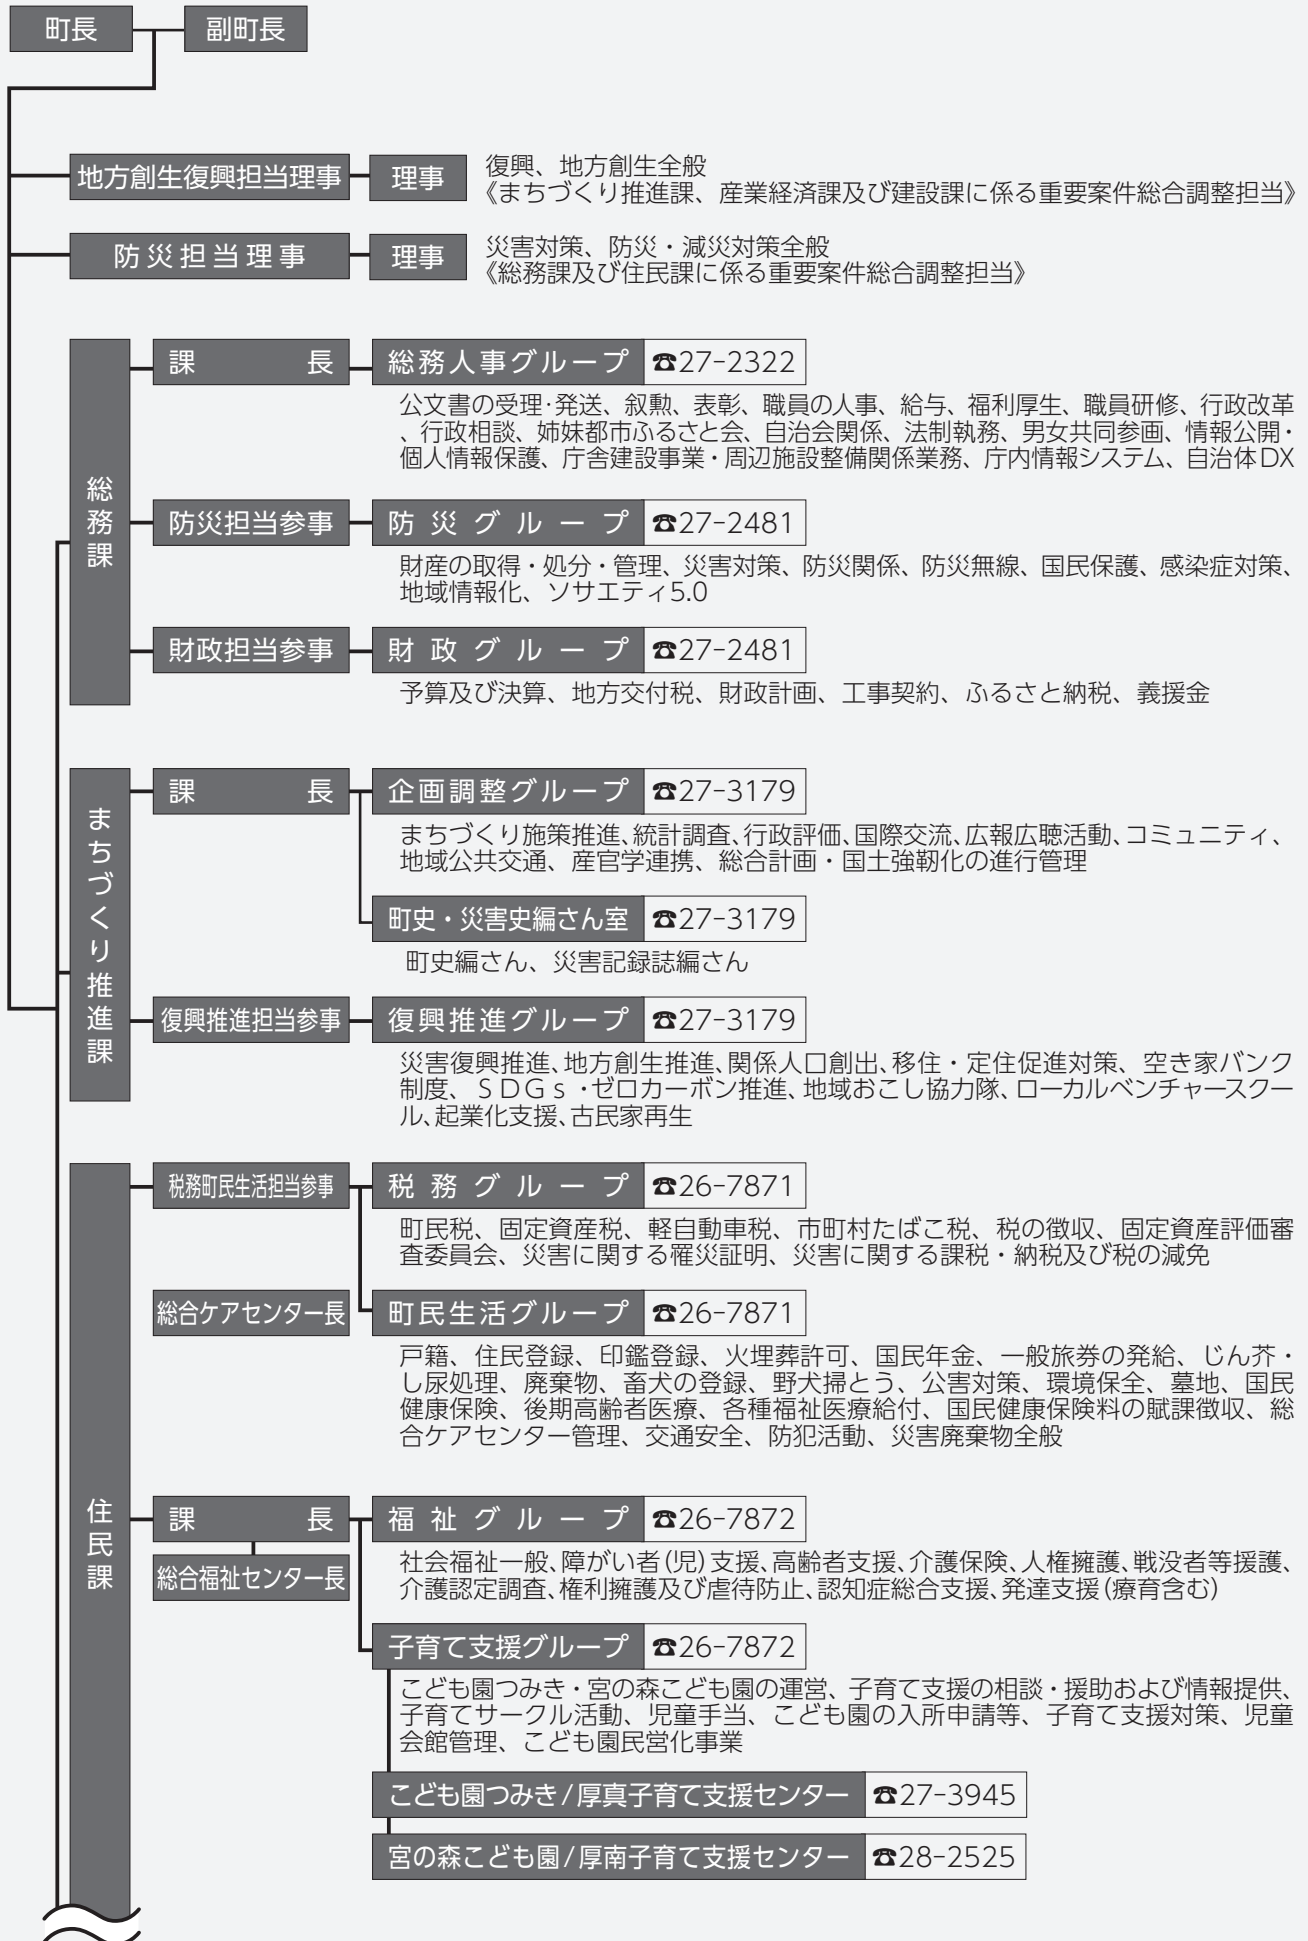 町長
副町長
地方創生復興担当理事
理事
復興、地方創生全般
《まちづくり推進課、産業経済課及び建設課に係る重要案件総合調整担当》
防災担当理事
理事
災害対策、防災・減災対策全般
《総務課及び住民課に係る重要案件総合調整担当》
総務課
課長
総務人事グループ ☎27-2322
公文書の受理・発送、叙勲、表彰、職員の人事、給与、福利厚生、職員研修、行政改革
、行政相談、姉妹都市ふるさと会、自治会関係、法制執務、男女共同参画、情報公開・
個人情報保護、庁舎建設事業・周辺施設整備関係業務、庁内情報システム、自治体DX
防災担当参事
防災グループ ☎27-2481
財産の取得・処分・管理、災害対策、防災関係、防災無線、国民保護、感染症対策、
地域情報化、ソサエティ5.0
財政担当参事
財政グループ ☎27-2481
予算及び決算、地方交付税、財政計画、工事契約、ふるさと納税、義援金
まちづくり推進課
課長
企画調整グループ ☎27-3179
まちづくり施策推進、統計調査、行政評価、国際交流、広報広聴活動、コミュニティ、
地域公共交通、産官学連携、総合計画・国土強靭化の進行管理
町史・災害史編さん室 ☎27-3179
町史編さん、災害記録誌編さん
復興推進担当参事
復興推進グループ ☎27-3179
災害復興推進、地方創生推進、関係人口創出、移住・定住促進対策、空き家バンク
制度、SDGs・ゼロカーボン推進、地域おこし協力隊、ローカルベンチャースクー
ル、起業化支援、古民家再生
住民課
税務町民生活担当参事
税務グループ ☎26-7871
町民税、固定資産税、軽自動車税、市町村たばこ税、税の徴収、固定資産評価審
査委員会、災害に関する罹災証明、災害に関する課税・納税及び税の減免
総合ケアセンター長
町民生活グループ ☎26-7871
戸籍、住民登録、印鑑登録、火埋葬許可、国民年金、一般旅券の発給、じん芥・
し尿処理、廃棄物、畜犬の登録、野犬掃とう、公害対策、環境保全、墓地、国民
健康保険、後期高齢者医療、各種福祉医療給付、国民健康保険料の賦課徴収、総
合ケアセンター管理、交通安全、防犯活動、災害廃棄物全般
課長
福祉グループ ☎26-7872
総合福祉センター長
社会福祉一般、障がい者(児)支援、高齢者支援、介護保険、人権擁護、戦没者等援護、
介護認定調査、権利擁護及び虐待防止、認知症総合支援、発達支援(療育含む)
子育て支援グループ ☎26-7872
こども園つみき・宮の森こども園の運営、子育て支援の相談・援助および情報提供、
子育てサークル活動、児童手当、こども園の入所申請等、子育て支援対策、児童
会館管理、こども園民営化事業
こども園つみき/厚真子育て支援センター ☎27-3945
宮の森こども園/厚南子育て支援センター ☎28-2525